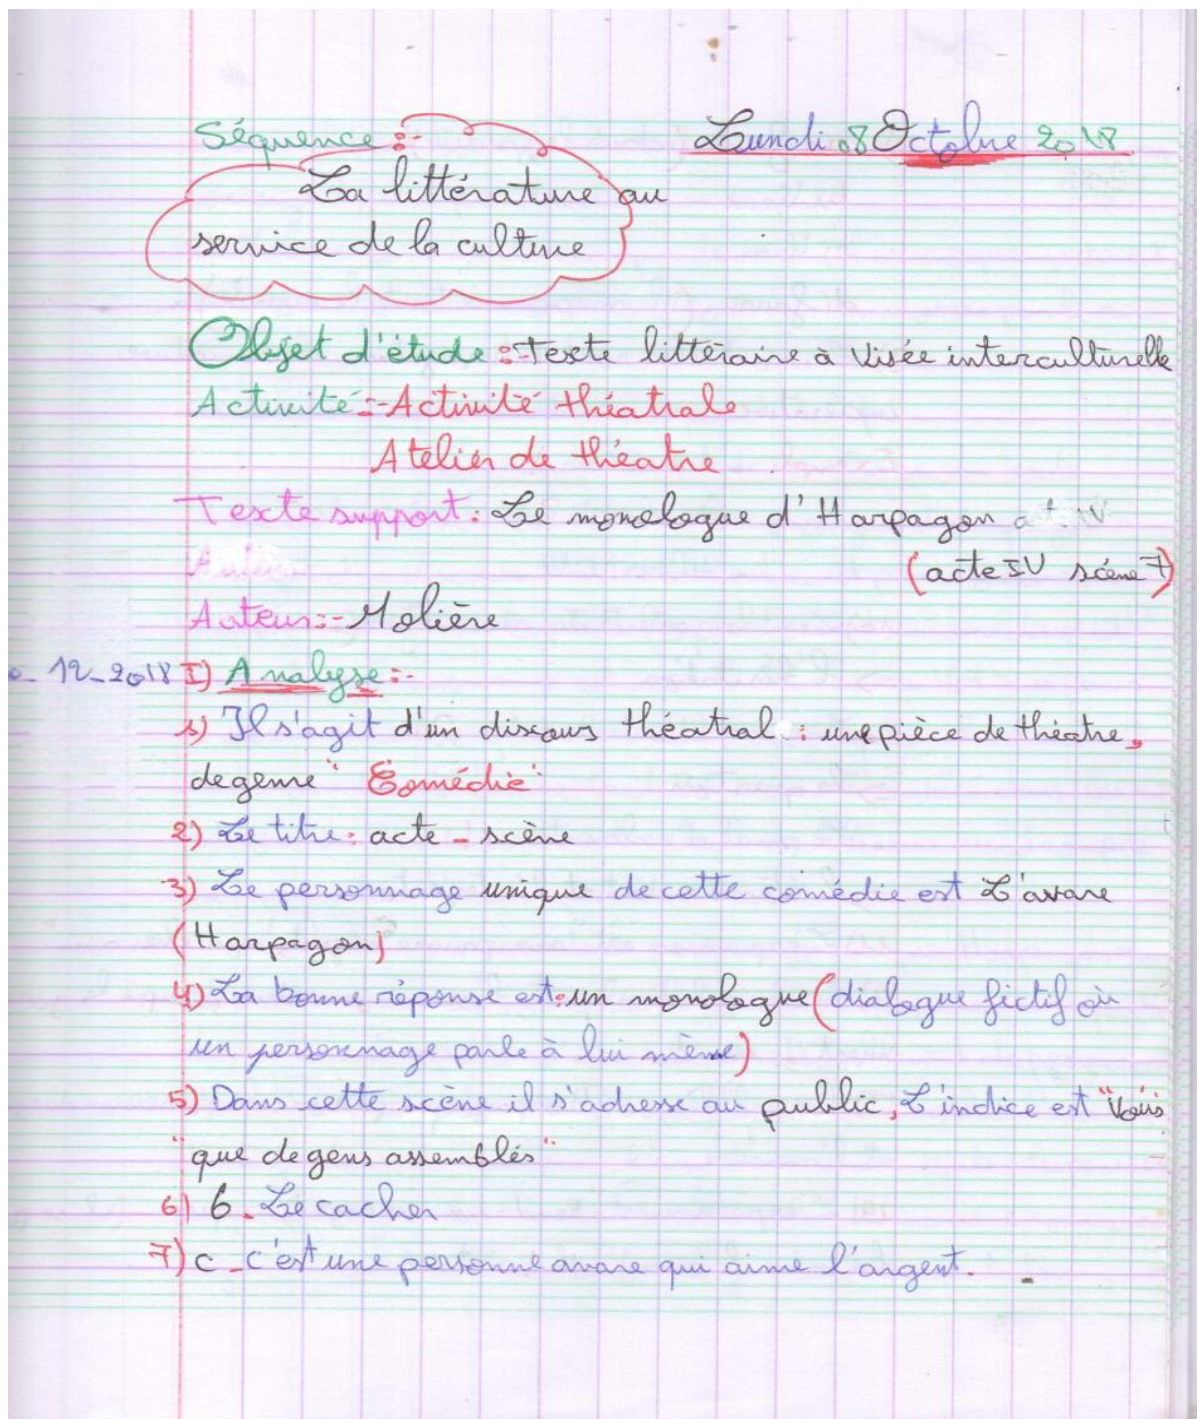 Séquence :-
Lundi 08 Octobre 2018
La littérature au
service de la culture
Objet d'étude :- Texte littéraire à visée interculturelle
Activité :- Activité théatrale
Atelier de théatre
Texte support : Le monologue d'Harpagon
(acte IV scène 7)
Auteur :- Molière
12-2018 I) Analyse :-
1) Il s'agit d'un discours théatral : une pièce de théatre,
de genre "Comédie"
2) Le titre : acte - scène
3) Le personnage unique de cette comédie est L'avare
(Harpagon)
4) La bonne réponse est : un monologue (dialogue fictif où
un personnage parle à lui même)
5) Dans cette scène il s'adresse au public, L'indice est "Vous"
"que de gens assemblés"
6) 6 - Le cacher
7) c - c'est une personne avare qui aime l'argent.